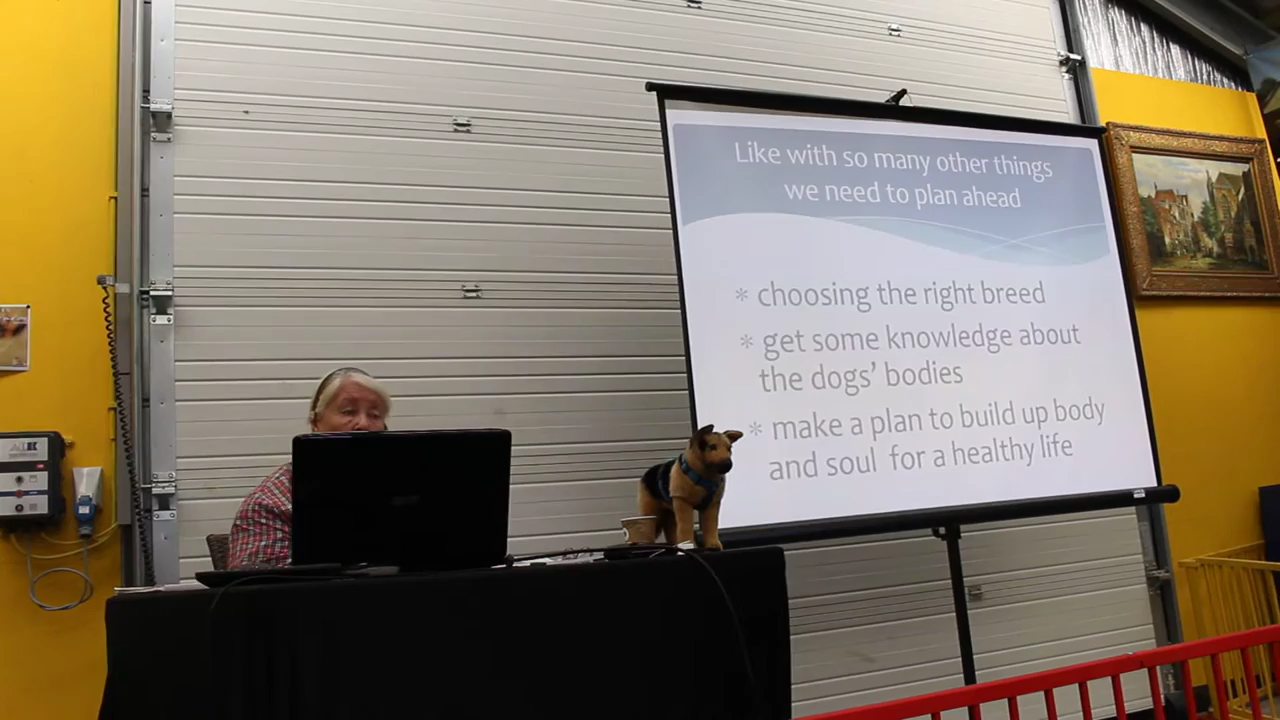 Like with so many other things
we need to plan ahead
* choosing the right breed
* get some knowledge about
the dogs' bodies
* make a plan to build up body
and soul for a healthy life